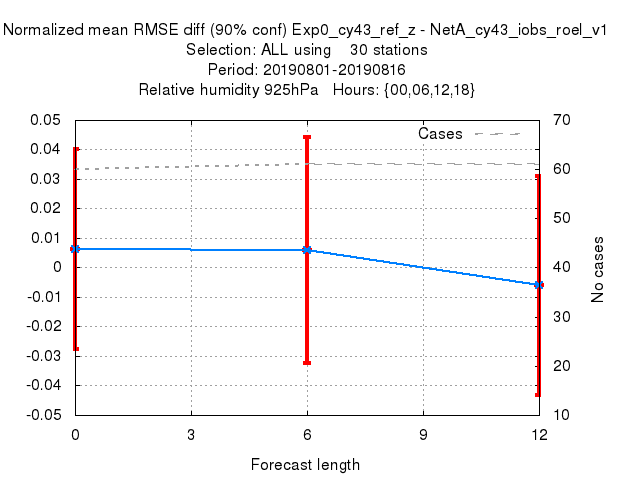 Normalized mean RMSE diff (90% conf) Exp0_cy43_ref_z - NetA_cy43_iobs_roel_v1
Selection: ALL using    30 stations
Period: 20190801-20190816
Relative humidity 925hPa   Hours: {00,06,12,18}
0.05
0.04
0.03
0.02
0.01
0
-0.01
-0.02
-0.03
-0.04
-0.05
Cases
70
60
50
40
30
20
10
No cases
0 3 6 9 12
Forecast length